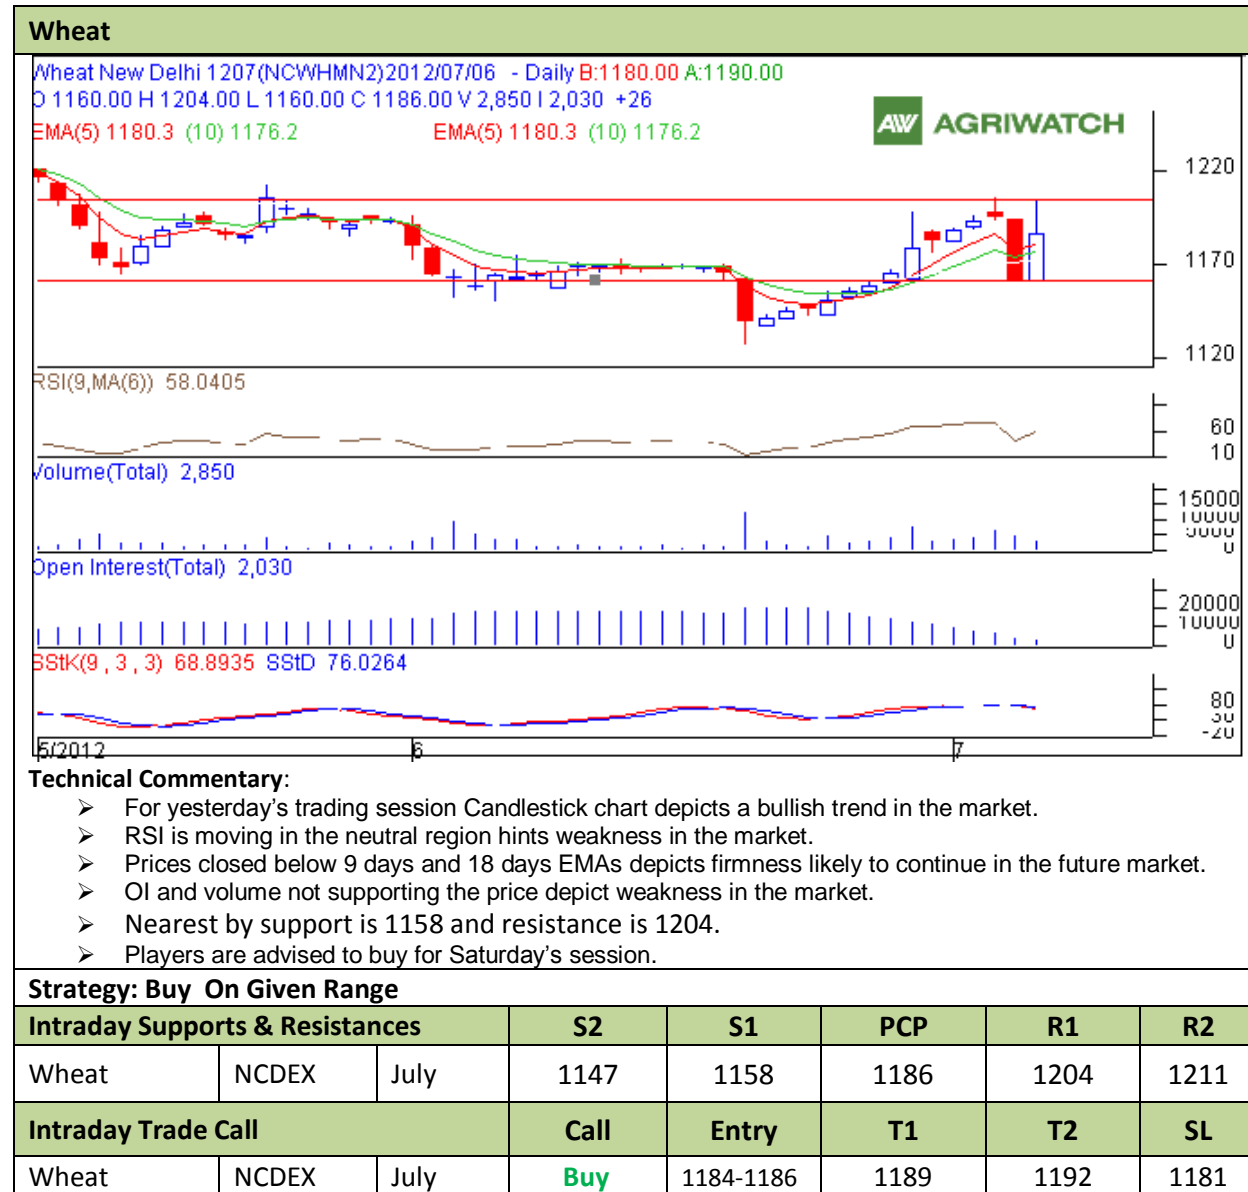 Wheat
Wheat New Delhi 1207(NCWHMN2)2012/07/06 - Daily B:1180.00 A:1190.00
O 1160.00 H 1204.00 L 1160.00 C 1186.00 V 2,850 I 2,030 +26
EMA(5) 1180.3 (10) 1176.2 EMA(5) 1180.3 (10) 1176.2
AW AGRIWATCH
1220
1170
1120
RSI(9,MA(6)) 58.0405
60
10
Volume(Total) 2,850
15000
10000
5000
0
Open Interest(Total) 2,030
20000
10000
0
SStK(9 , 3 , 3) 68.8935 SStD 76.0264
80
30
-20
5/2012 6 7
Technical Commentary:
➢ For yesterday's trading session Candlestick chart depicts a bullish trend in the market.
➢ RSI is moving in the neutral region hints weakness in the market.
➢ Prices closed below 9 days and 18 days EMAs depicts firmness likely to continue in the future market.
➢ OI and volume not supporting the price depict weakness in the market.
➢ Nearest by support is 1158 and resistance is 1204.
➢ Players are advised to buy for Saturday's session.
Strategy: Buy On Given Range
Intraday Supports & Resistances S2 S1 PCP R1 R2
Wheat NCDEX July 1147 1158 1186 1204 1211
Intraday Trade Call Call Entry T1 T2 SL
Wheat NCDEX July Buy 1184-1186 1189 1192 1181